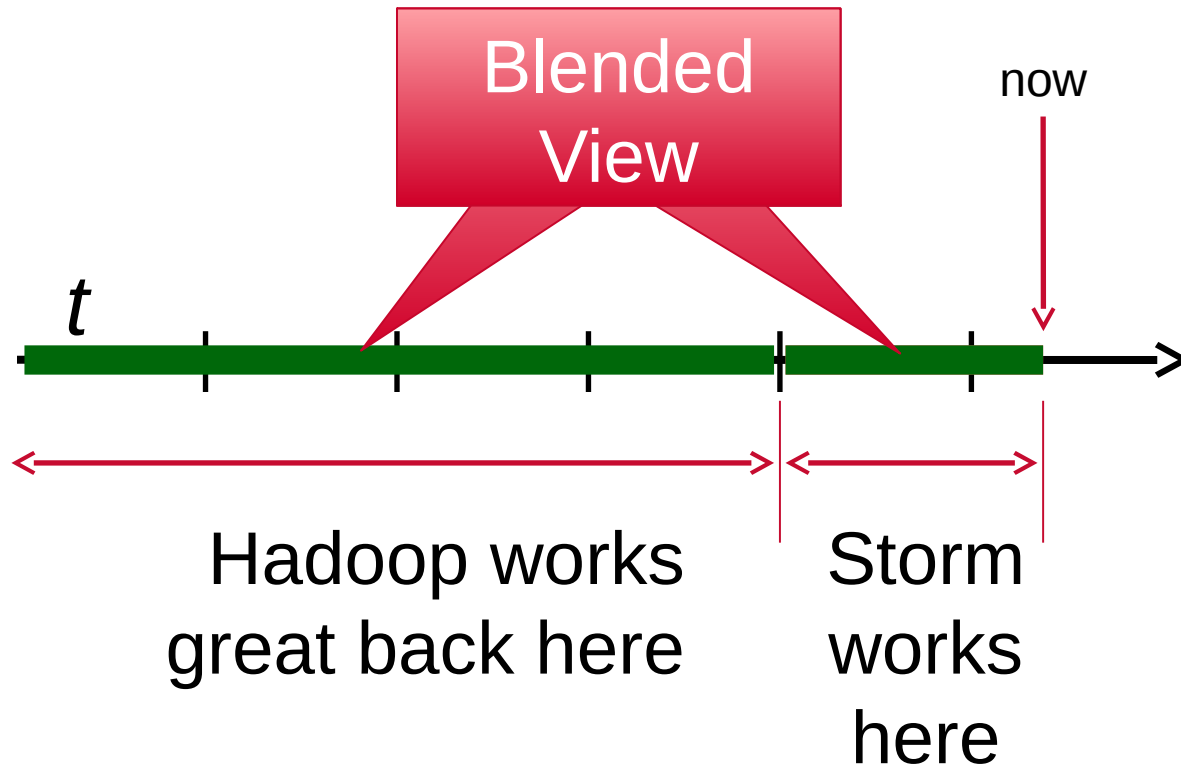 Blended
View
now
t
Hadoop works
great back here
Storm
works
here